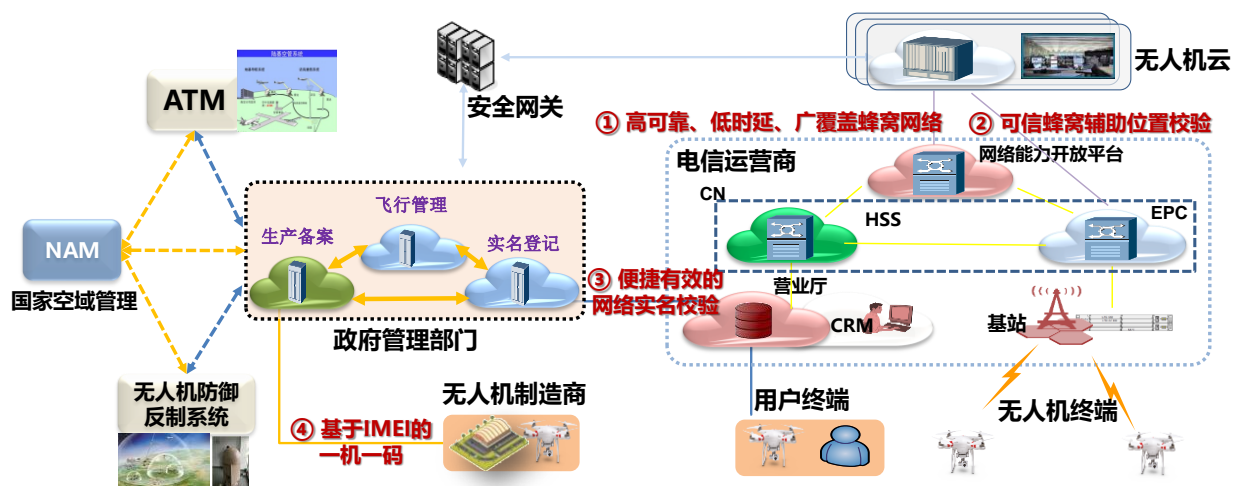 ATM
陆基空管系统
安全网关
无人机云
① 高可靠、低时延、广覆盖蜂窝网络
② 可信蜂窝辅助位置校验
网络能力开放平台
电信运营商
CN
HSS
EPC
飞行管理
生产备案
实名登记
NAM
国家空域管理
政府管理部门
③ 便捷有效的
网络实名校验
营业厅
CRM
基站
无人机防御
反制系统
无人机制造商
④ 基于IMEI的
一机一码
用户终端
无人机终端